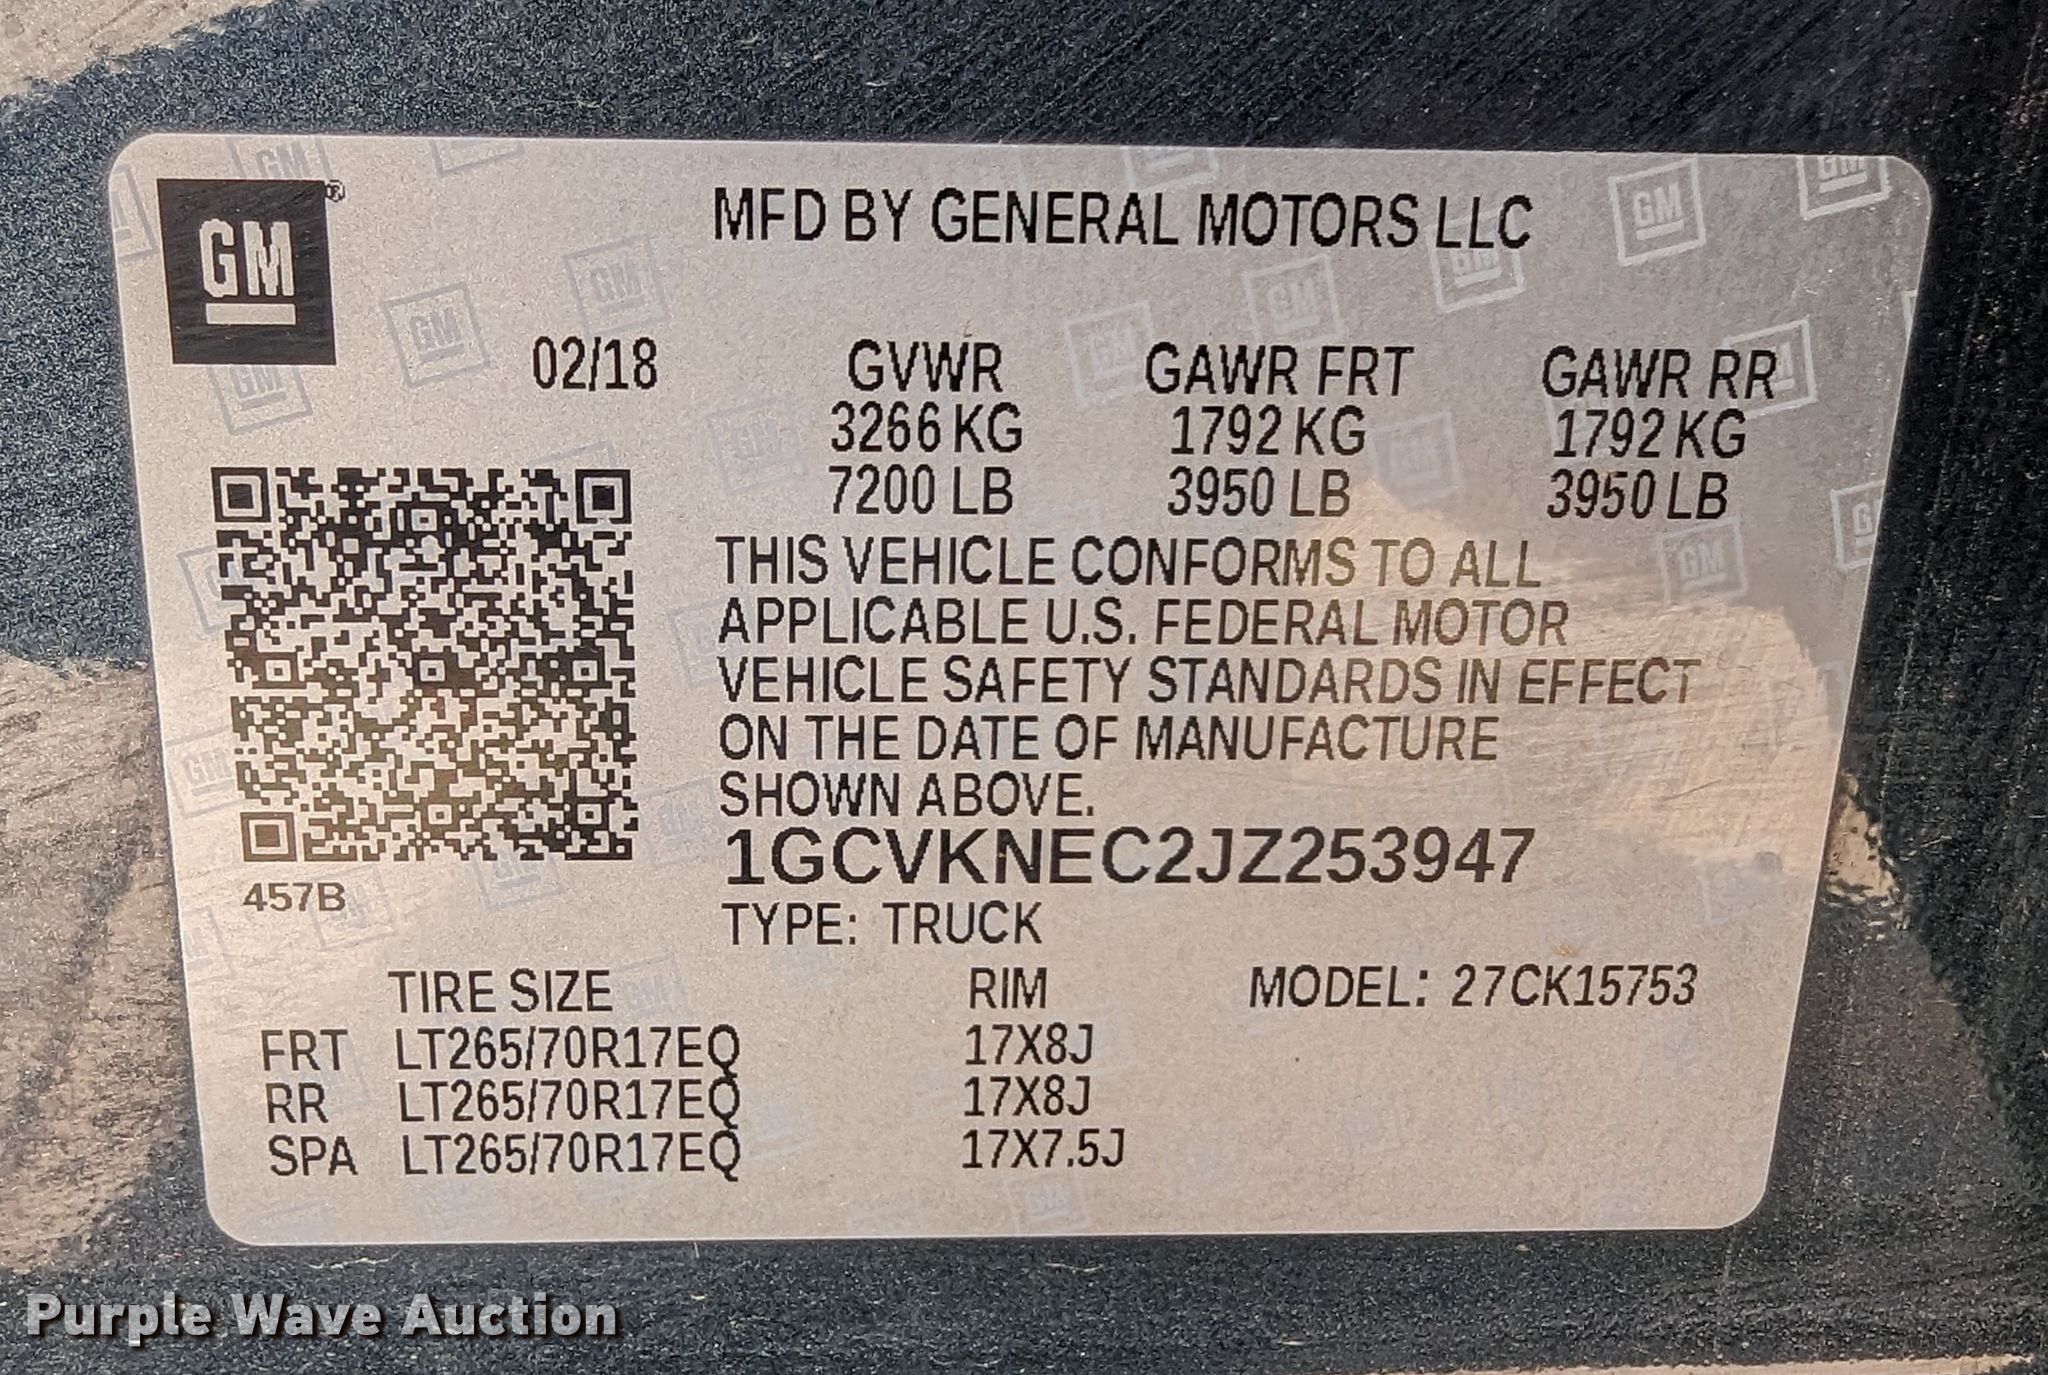 GM
MFD BY GENERAL MOTORS LLC
02/18 GVWR GAWR FRT GAWR RR
3266 KG 1792 KG 1792 KG
7200 LB 3950 LB 3950 LB
THIS VEHICLE CONFORMS TO ALL
APPLICABLE U.S. FEDERAL MOTOR
VEHICLE SAFETY STANDARDS IN EFFECT
ON THE DATE OF MANUFACTURE
SHOWN ABOVE.
1GCVKNEC2JZ253947
457B
TYPE: TRUCK
TIRE SIZE RIM MODEL: 27CK15753
FRT LT265/70R17EQ 17X8J
RR LT265/70R17EQ 17X8J
SPA LT265/70R17EQ 17X7.5J
Purple Wave Auction